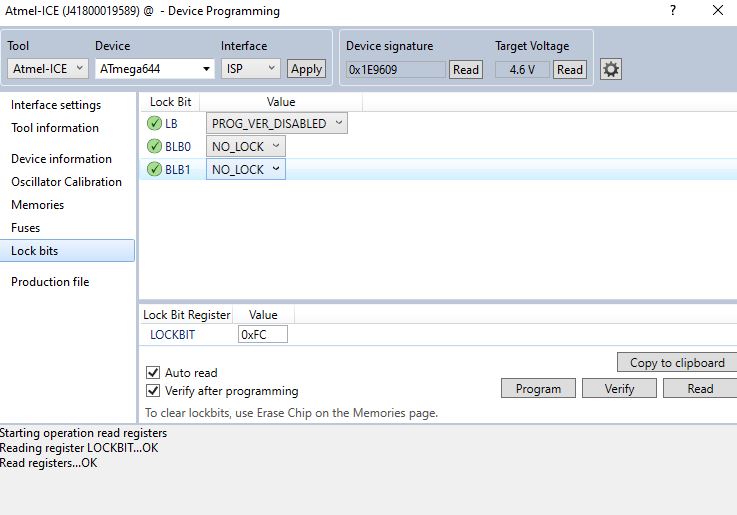 Atmel-ICE (J41800019589) @  - Device Programming
? ×
Tool Device Interface Device signature Target Voltage
Atmel-ICE ATmega644 ISP Apply 0x1E9609 Read 4.6 V Read
Interface settings
Tool information
Device information
Oscillator Calibration
Memories
Fuses
Lock bits
Production file
Lock Bit Value
LB PROG_VER_DISABLED
BLB0 NO_LOCK
BLB1 NO_LOCK
Lock Bit Register Value
LOCKBIT 0xFC
Copy to clipboard
Auto read
Verify after programming
Program Verify Read
To clear lockbits, use Erase Chip on the Memories page.
Starting operation read registers
Reading register LOCKBIT...OK
Read registers...OK